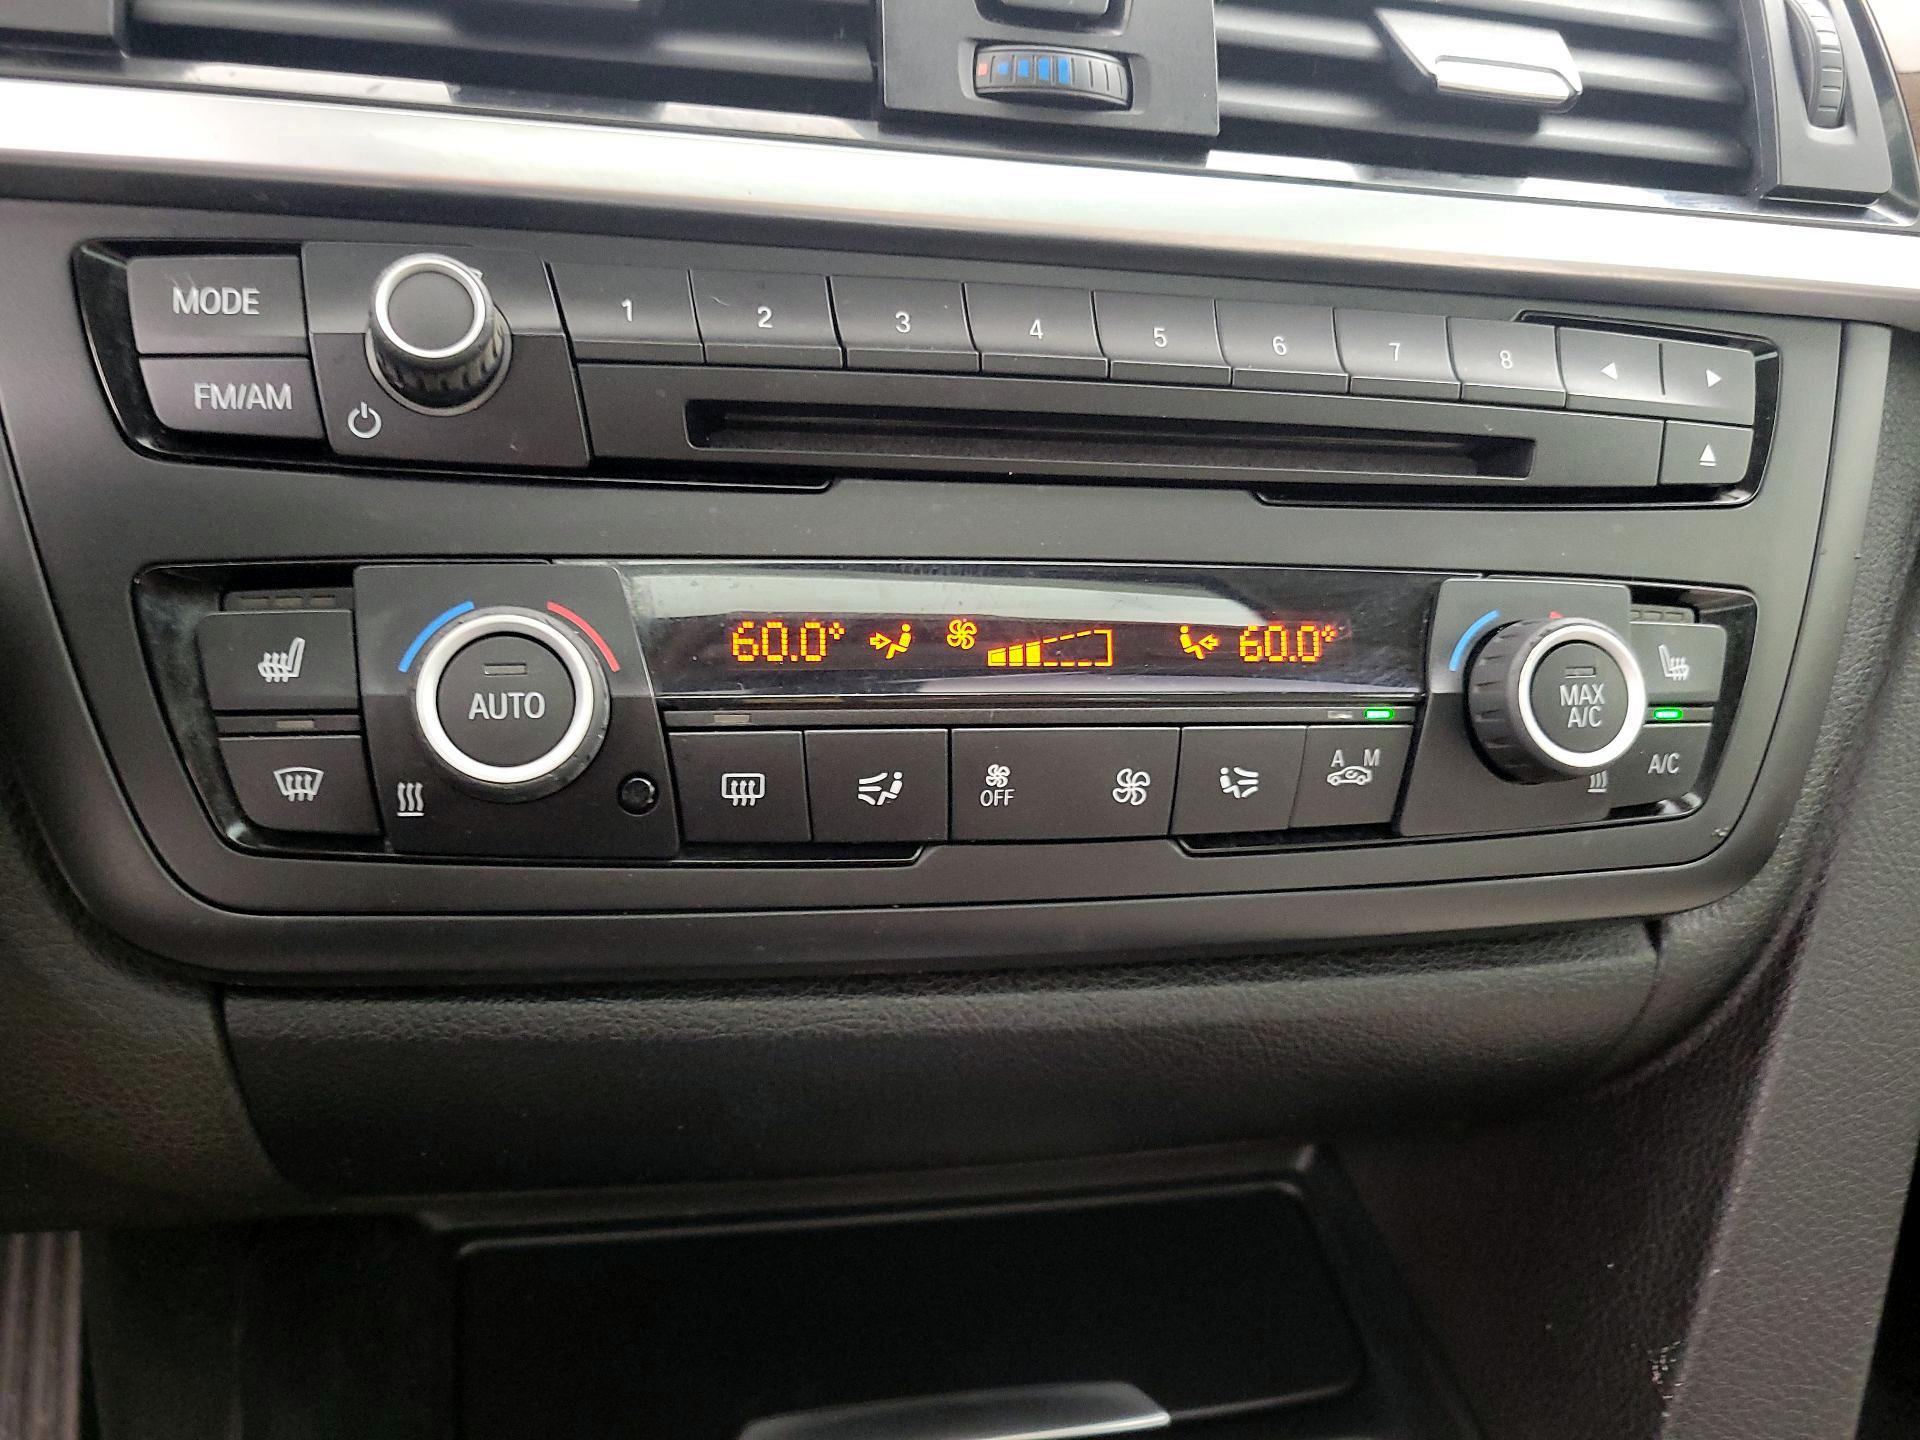 MODE
1 2 3 4 5 6 7 8
FM/AM
60.0° 60.0°
AUTO
MAX
A/C
A M
A/C
OFF